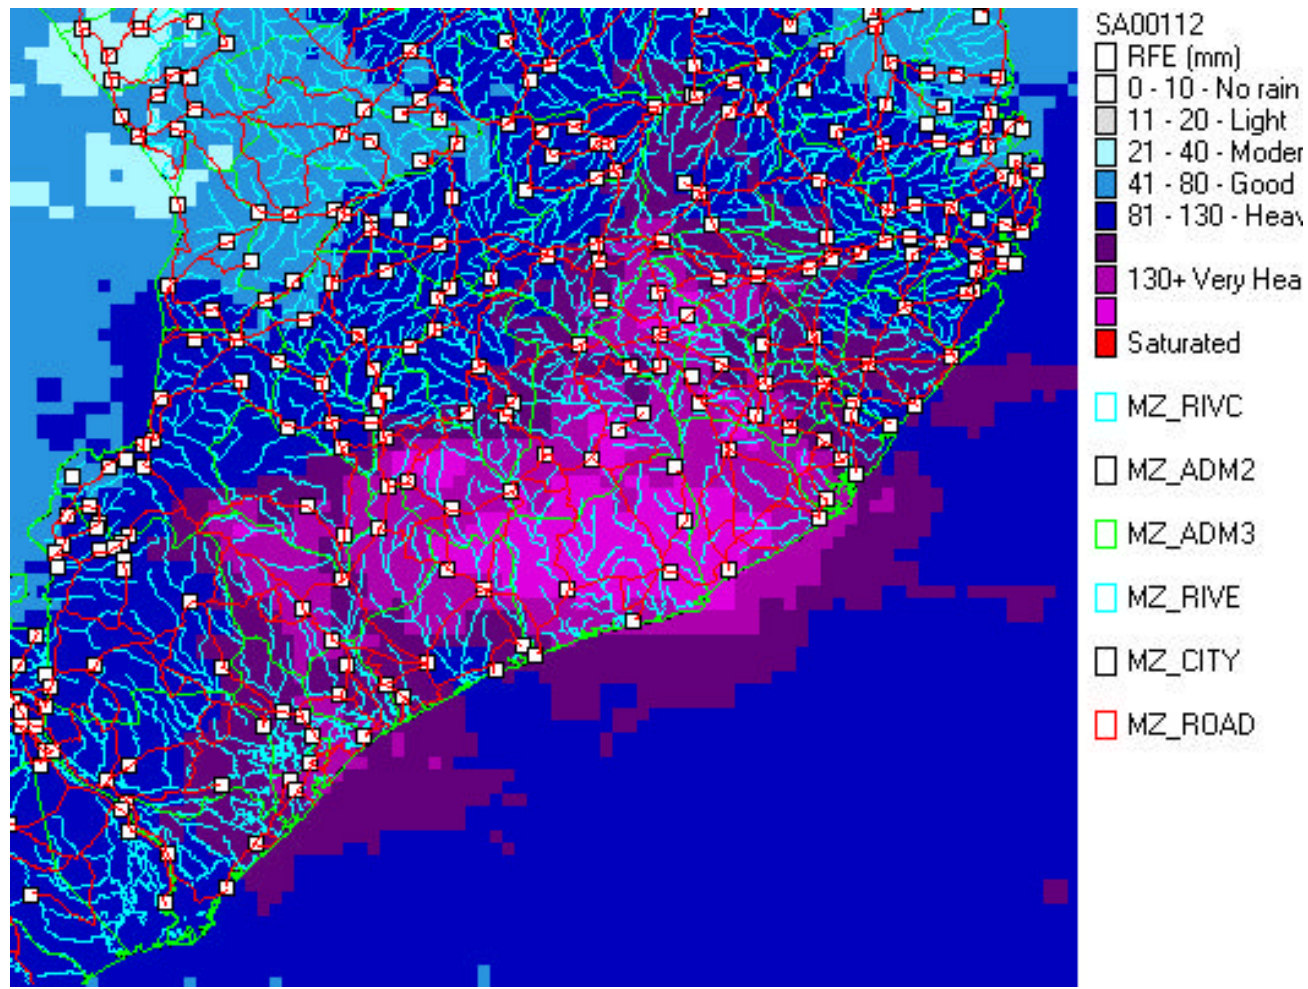 SA00112
RFE (mm)
0 - 10 - No rain
11 - 20 - Light
21 - 40 - Moder
41 - 80 - Good
81 - 130 - Heav
130+ Very Hea
Saturated
MZ_RIVC
MZ_ADM2
MZ_ADM3
MZ_RIVE
MZ_CITY
MZ_ROAD